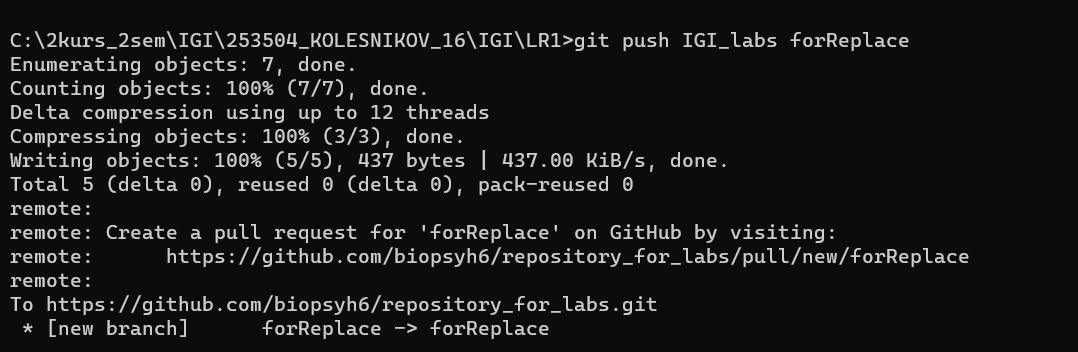 C:\2kurs_2sem\IGI\253504_KOLESNIKOV_16\IGI\LR1>git push IGI_labs forReplace
Enumerating objects: 7, done.
Counting objects: 100% (7/7), done.
Delta compression using up to 12 threads
Compressing objects: 100% (3/3), done.
Writing objects: 100% (5/5), 437 bytes | 437.00 KiB/s, done.
Total 5 (delta 0), reused 0 (delta 0), pack-reused 0
remote:
remote: Create a pull request for 'forReplace' on GitHub by visiting:
remote:      https://github.com/biopsyh6/repository_for_labs/pull/new/forReplace
remote:
To https://github.com/biopsyh6/repository_for_labs.git
 * [new branch]      forReplace -> forReplace